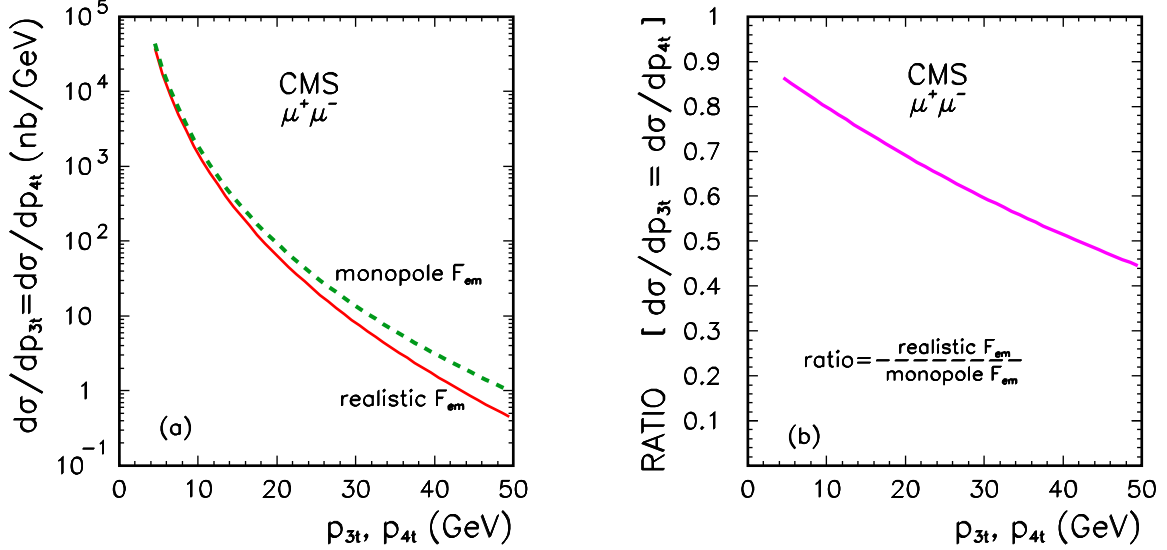 dσ/dp3t=dσ/dp4t (nb/GeV)
10^5
10^4
10^3
10^2
10
1
10^-1
0
10
20
30
40
50
p3t, p4t (GeV)
CMS
μ+μ-
monopole Fem
realistic Fem
(a)
RATIO [ dσ/dp3t = dσ/dp4t ]
1
0.9
0.8
0.7
0.6
0.5
0.4
0.3
0.2
0.1
0
10
20
30
40
50
p3t, p4t (GeV)
CMS
μ+μ-
realistic Fem
ratio=
monopole Fem
(b)